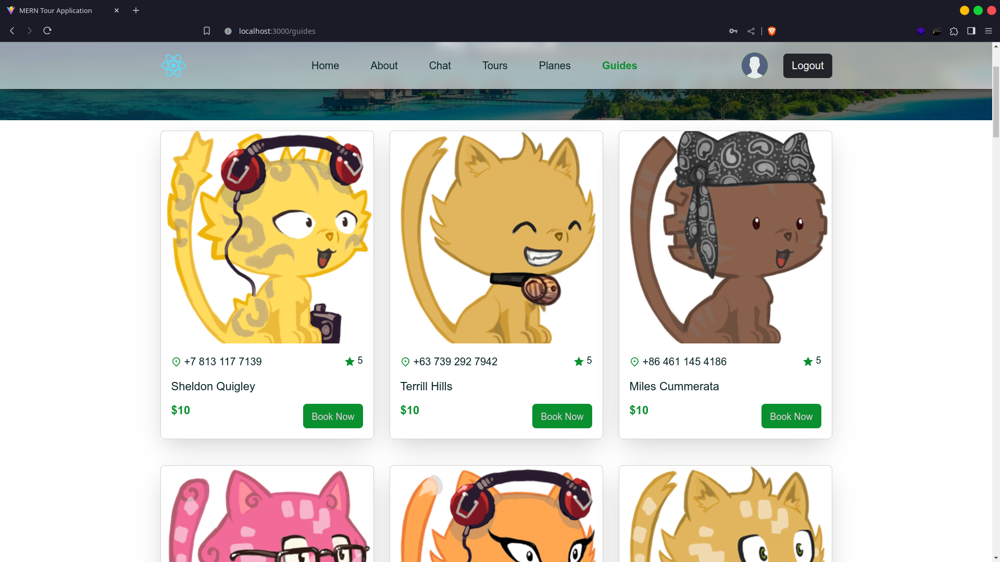 MERN Tour Application
localhost:3000/guides
Home About Chat Tours Planes Guides Logout
+7 813 117 7139 5
Sheldon Quigley
$10 Book Now
+63 739 292 7942 5
Terrill Hills
$10 Book Now
+86 461 145 4186 5
Miles Cummerata
$10 Book Now